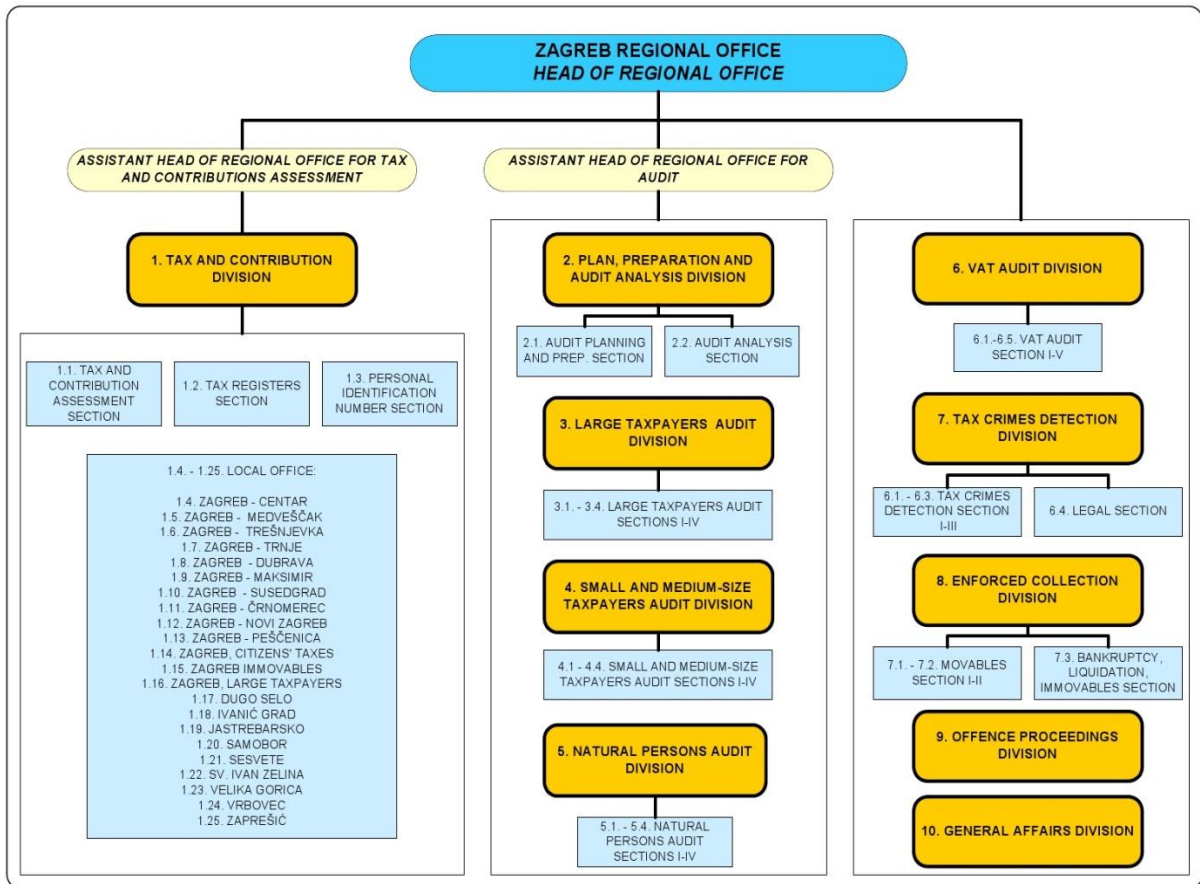 ZAGREB REGIONAL OFFICE
HEAD OF REGIONAL OFFICE
ASSISTANT HEAD OF REGIONAL OFFICE FOR TAX
AND CONTRIBUTIONS ASSESSMENT
ASSISTANT HEAD OF REGIONAL OFFICE FOR
AUDIT
1. TAX AND CONTRIBUTION
DIVISION
1.1. TAX AND
CONTRIBUTION
ASSESSMENT
SECTION
1.2. TAX REGISTERS
SECTION
1.3. PERSONAL
IDENTIFICATION
NUMBER SECTION
1.4. - 1.25. LOCAL OFFICE:
1.4. ZAGREB - CENTAR
1.5. ZAGREB - MEDVEŠČAK
1.6. ZAGREB - TREŠNJEVKA
1.7. ZAGREB - TRNJE
1.8. ZAGREB - DUBRAVA
1.9. ZAGREB - MAKSIMIR
1.10. ZAGREB - SUSEDGRAD
1.11. ZAGREB - ČRNOMEREC
1.12. ZAGREB - NOVI ZAGREB
1.13. ZAGREB - PEŠČENICA
1.14. ZAGREB, CITIZENS' TAXES
1.15. ZAGREB IMMOVABLES
1.16. ZAGREB, LARGE TAXPAYERS
1.17. DUGO SELO
1.18. IVANIĆ GRAD
1.19. JASTREBARSKO
1.20. SAMOBOR
1.21. SESVETE
1.22. SV. IVAN ZELINA
1.23. VELIKA GORICA
1.24. VRBOVEC
1.25. ZAPREŠIĆ
2. PLAN, PREPARATION AND
AUDIT ANALYSIS DIVISION
2.1. AUDIT PLANNING
AND PREP. SECTION
2.2. AUDIT ANALYSIS
SECTION
3. LARGE TAXPAYERS AUDIT
DIVISION
3.1. - 3.4. LARGE TAXPAYERS AUDIT
SECTIONS I-IV
4. SMALL AND MEDIUM-SIZE
TAXPAYERS AUDIT DIVISION
4.1 - 4.4. SMALL AND MEDIUM-SIZE
TAXPAYERS AUDIT SECTIONS I-IV
5. NATURAL PERSONS AUDIT
DIVISION
5.1. - 5.4. NATURAL
PERSONS AUDIT
SECTIONS I-IV
6. VAT AUDIT DIVISION
6.1.-6.5. VAT AUDIT
SECTION I-V
7. TAX CRIMES DETECTION
DIVISION
6.1. - 6.3. TAX CRIMES
DETECTION SECTION
I-III
6.4. LEGAL SECTION
8. ENFORCED COLLECTION
DIVISION
7.1. - 7.2. MOVABLES
SECTION I-II
7.3. BANKRUPTCY,
LIQUIDATION,
IMMOVABLES SECTION
9. OFFENCE PROCEEDINGS
DIVISION
10. GENERAL AFFAIRS DIVISION